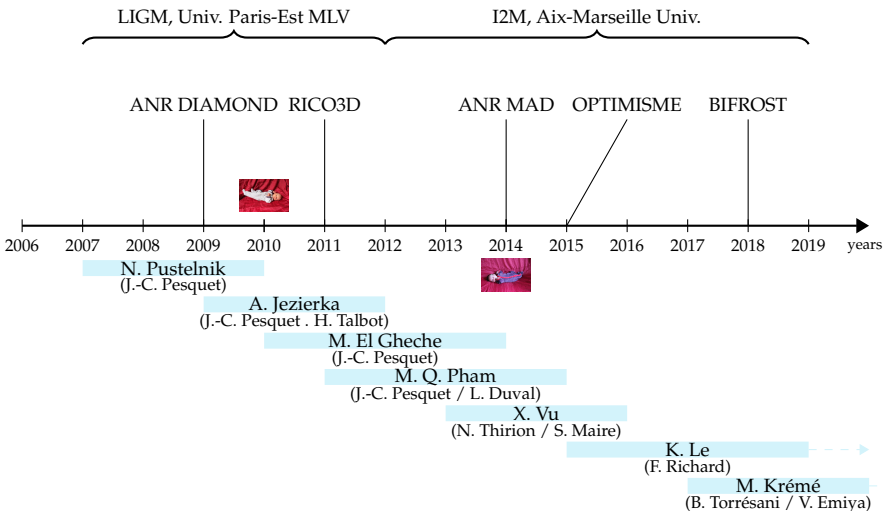 LIGM, Univ. Paris-Est MLV I2M, Aix-Marseille Univ.
ANR DIAMOND RICO3D ANR MAD OPTIMISME BIFROST
2006 2007 2008 2009 2010 2011 2012 2013 2014 2015 2016 2017 2018 2019 years
N. Pustelnik
(J.-C. Pesquet)
A. Jezierka
(J.-C. Pesquet . H. Talbot)
M. El Gheche
(J.-C. Pesquet)
M. Q. Pham
(J.-C. Pesquet / L. Duval)
X. Vu
(N. Thirion / S. Maire)
K. Le
(F. Richard)
M. Krémé
(B. Torrésani / V. Emiya)